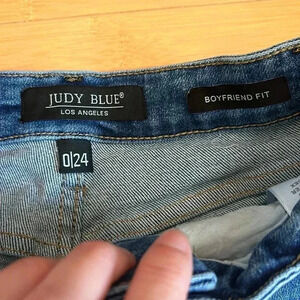 JUDY BLUE®
LOS ANGELES
BOYFRIEND FIT
0|24